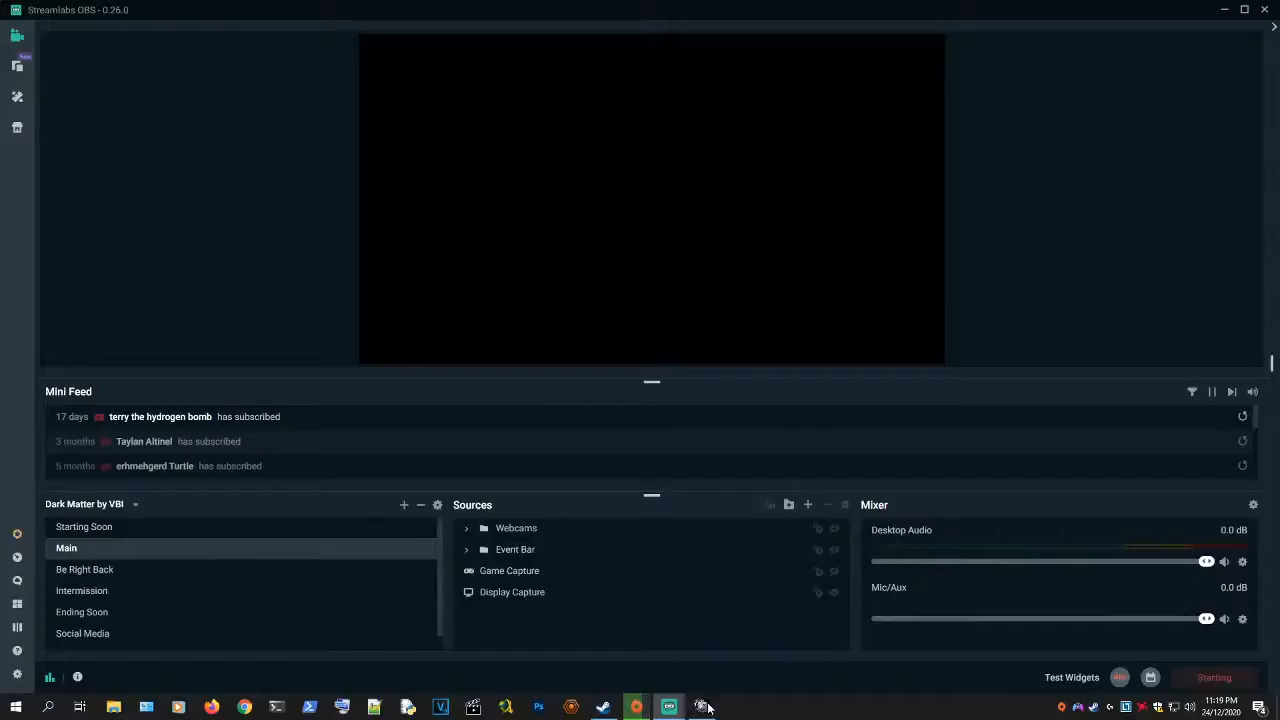 Streamlabs OBS - 0.26.0
New
Mini Feed
17 days terry the hydrogen bomb has subscribed
3 months Taylan Altinel has subscribed
5 months erhmehgerd Turtle has subscribed
Dark Matter by VBI
Starting Soon
Main
Be Right Back
Intermission
Ending Soon
Social Media
Sources
Webcams
Event Bar
Game Capture
Display Capture
Mixer
Desktop Audio 0.0 dB
Mic/Aux 0.0 dB
Test Widgets
Starting
Ps
11:19 PM
24/12/2020